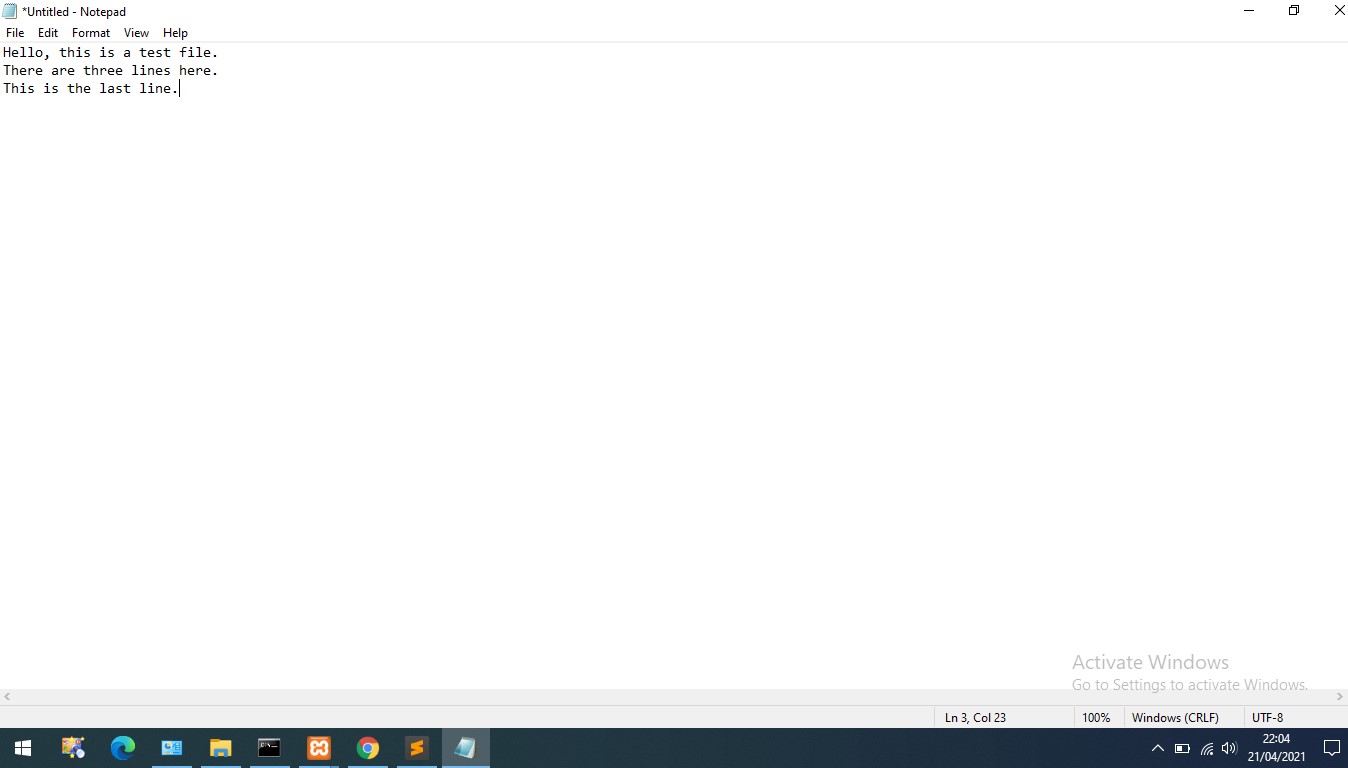 *Untitled - Notepad
File Edit Format View Help
Hello, this is a test file.
There are three lines here.
This is the last line.
Activate Windows
Go to Settings to activate Windows.
Ln 3, Col 23 100% Windows (CRLF) UTF-8
22:04
21/04/2021